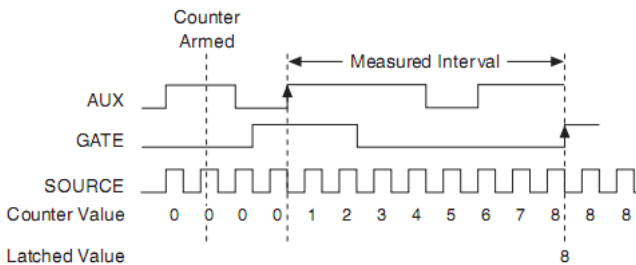 Counter
Armed
Measured Interval
AUX
GATE
SOURCE
Counter Value 0 0 0 0 1 2 3 4 5 6 7 8 8 8
Latched Value 8